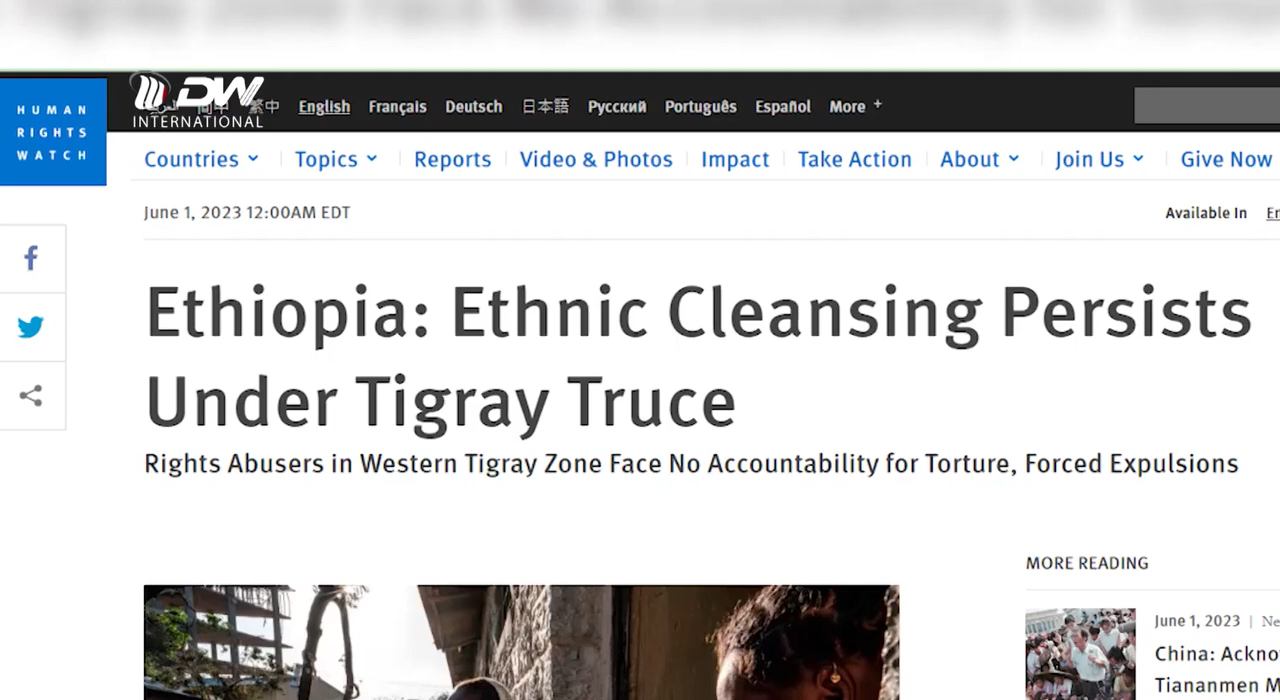 HUMAN
RIGHTS
WATCH
DW
INTERNATIONAL
繁中 English Français Deutsch 日本語 Русский Português Español More +
Countries Topics Reports Video & Photos Impact Take Action About Join Us Give Now
June 1, 2023 12:00AM EDT
Available In
Ethiopia: Ethnic Cleansing Persists
Under Tigray Truce
Rights Abusers in Western Tigray Zone Face No Accountability for Torture, Forced Expulsions
MORE READING
June 1, 2023 |
China:
Tiananmen